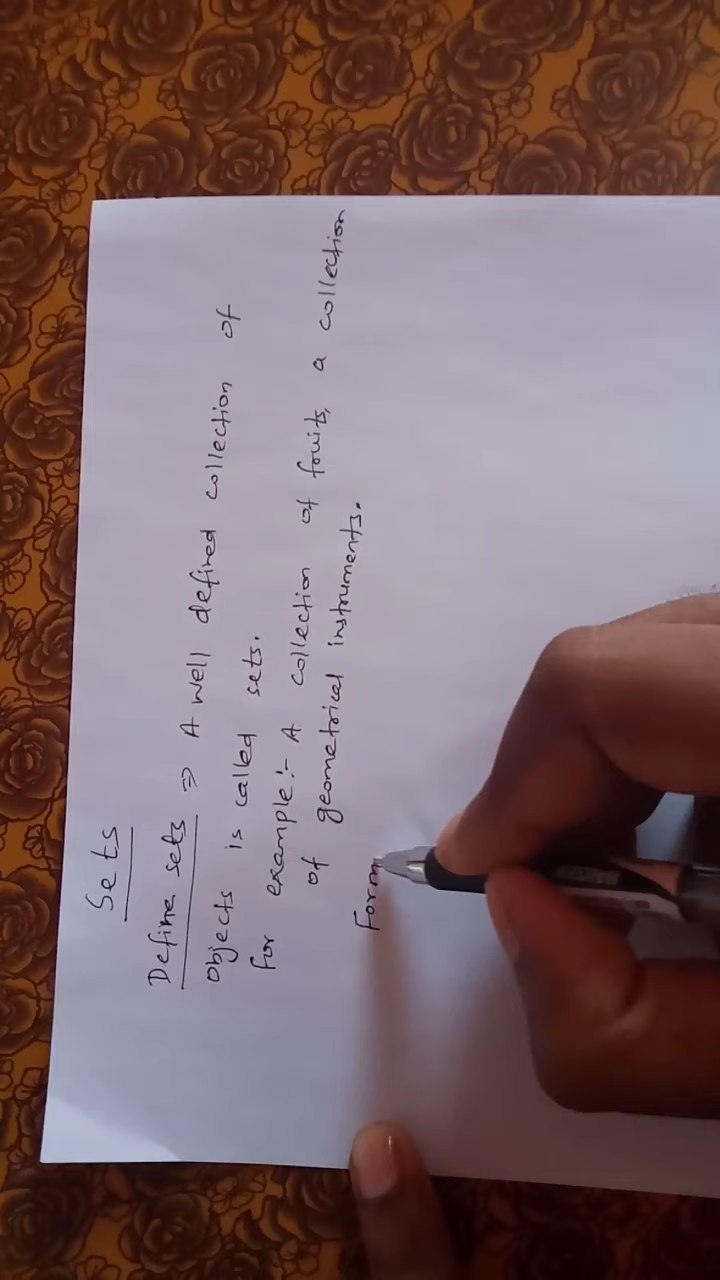 Sets
Define sets ⇒ A well defined collection of
objects is called sets.
for example:- A collection of fruits, a collection
of geometrical instruments.
Form